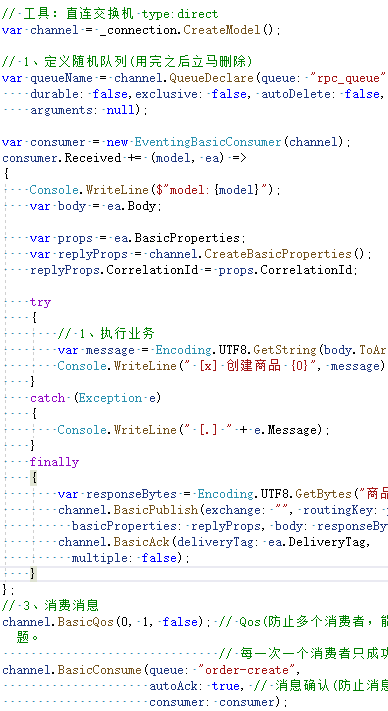 // 工具：直连交换机 type:direct
var channel = _connection.CreateModel();
// 1、定义随机队列(用完之后立马删除)
var queueName = channel.QueueDeclare(queue: "rpc_queue"
durable: false,exclusive: false, autoDelete: false,
arguments: null);
var consumer = new EventingBasicConsumer(channel);
consumer.Received += (model, ea) =>
{
Console.WriteLine($"model:{model}");
var body = ea.Body;
var props = ea.BasicProperties;
var replyProps = channel.CreateBasicProperties();
replyProps.CorrelationId = props.CorrelationId;
try
{
// 1、执行业务
var message = Encoding.UTF8.GetString(body.ToAr
Console.WriteLine(" [x] 创建商品 {0}", message)
}
catch (Exception e)
{
Console.WriteLine(" [.] " + e.Message);
}
finally
{
var responseBytes = Encoding.UTF8.GetBytes("商品
channel.BasicPublish(exchange: "", routingKey:
basicProperties: replyProps, body: responseBy
channel.BasicAck(deliveryTag: ea.DeliveryTag,
multiple: false);
}
};
// 3、消费消息
channel.BasicQos(0, 1, false); // Qos(防止多个消费者，能
题。
// 每一次一个消费者只成功
channel.BasicConsume(queue: "order-create",
autoAck: true, // 消息确认(防止消息
consumer: consumer);